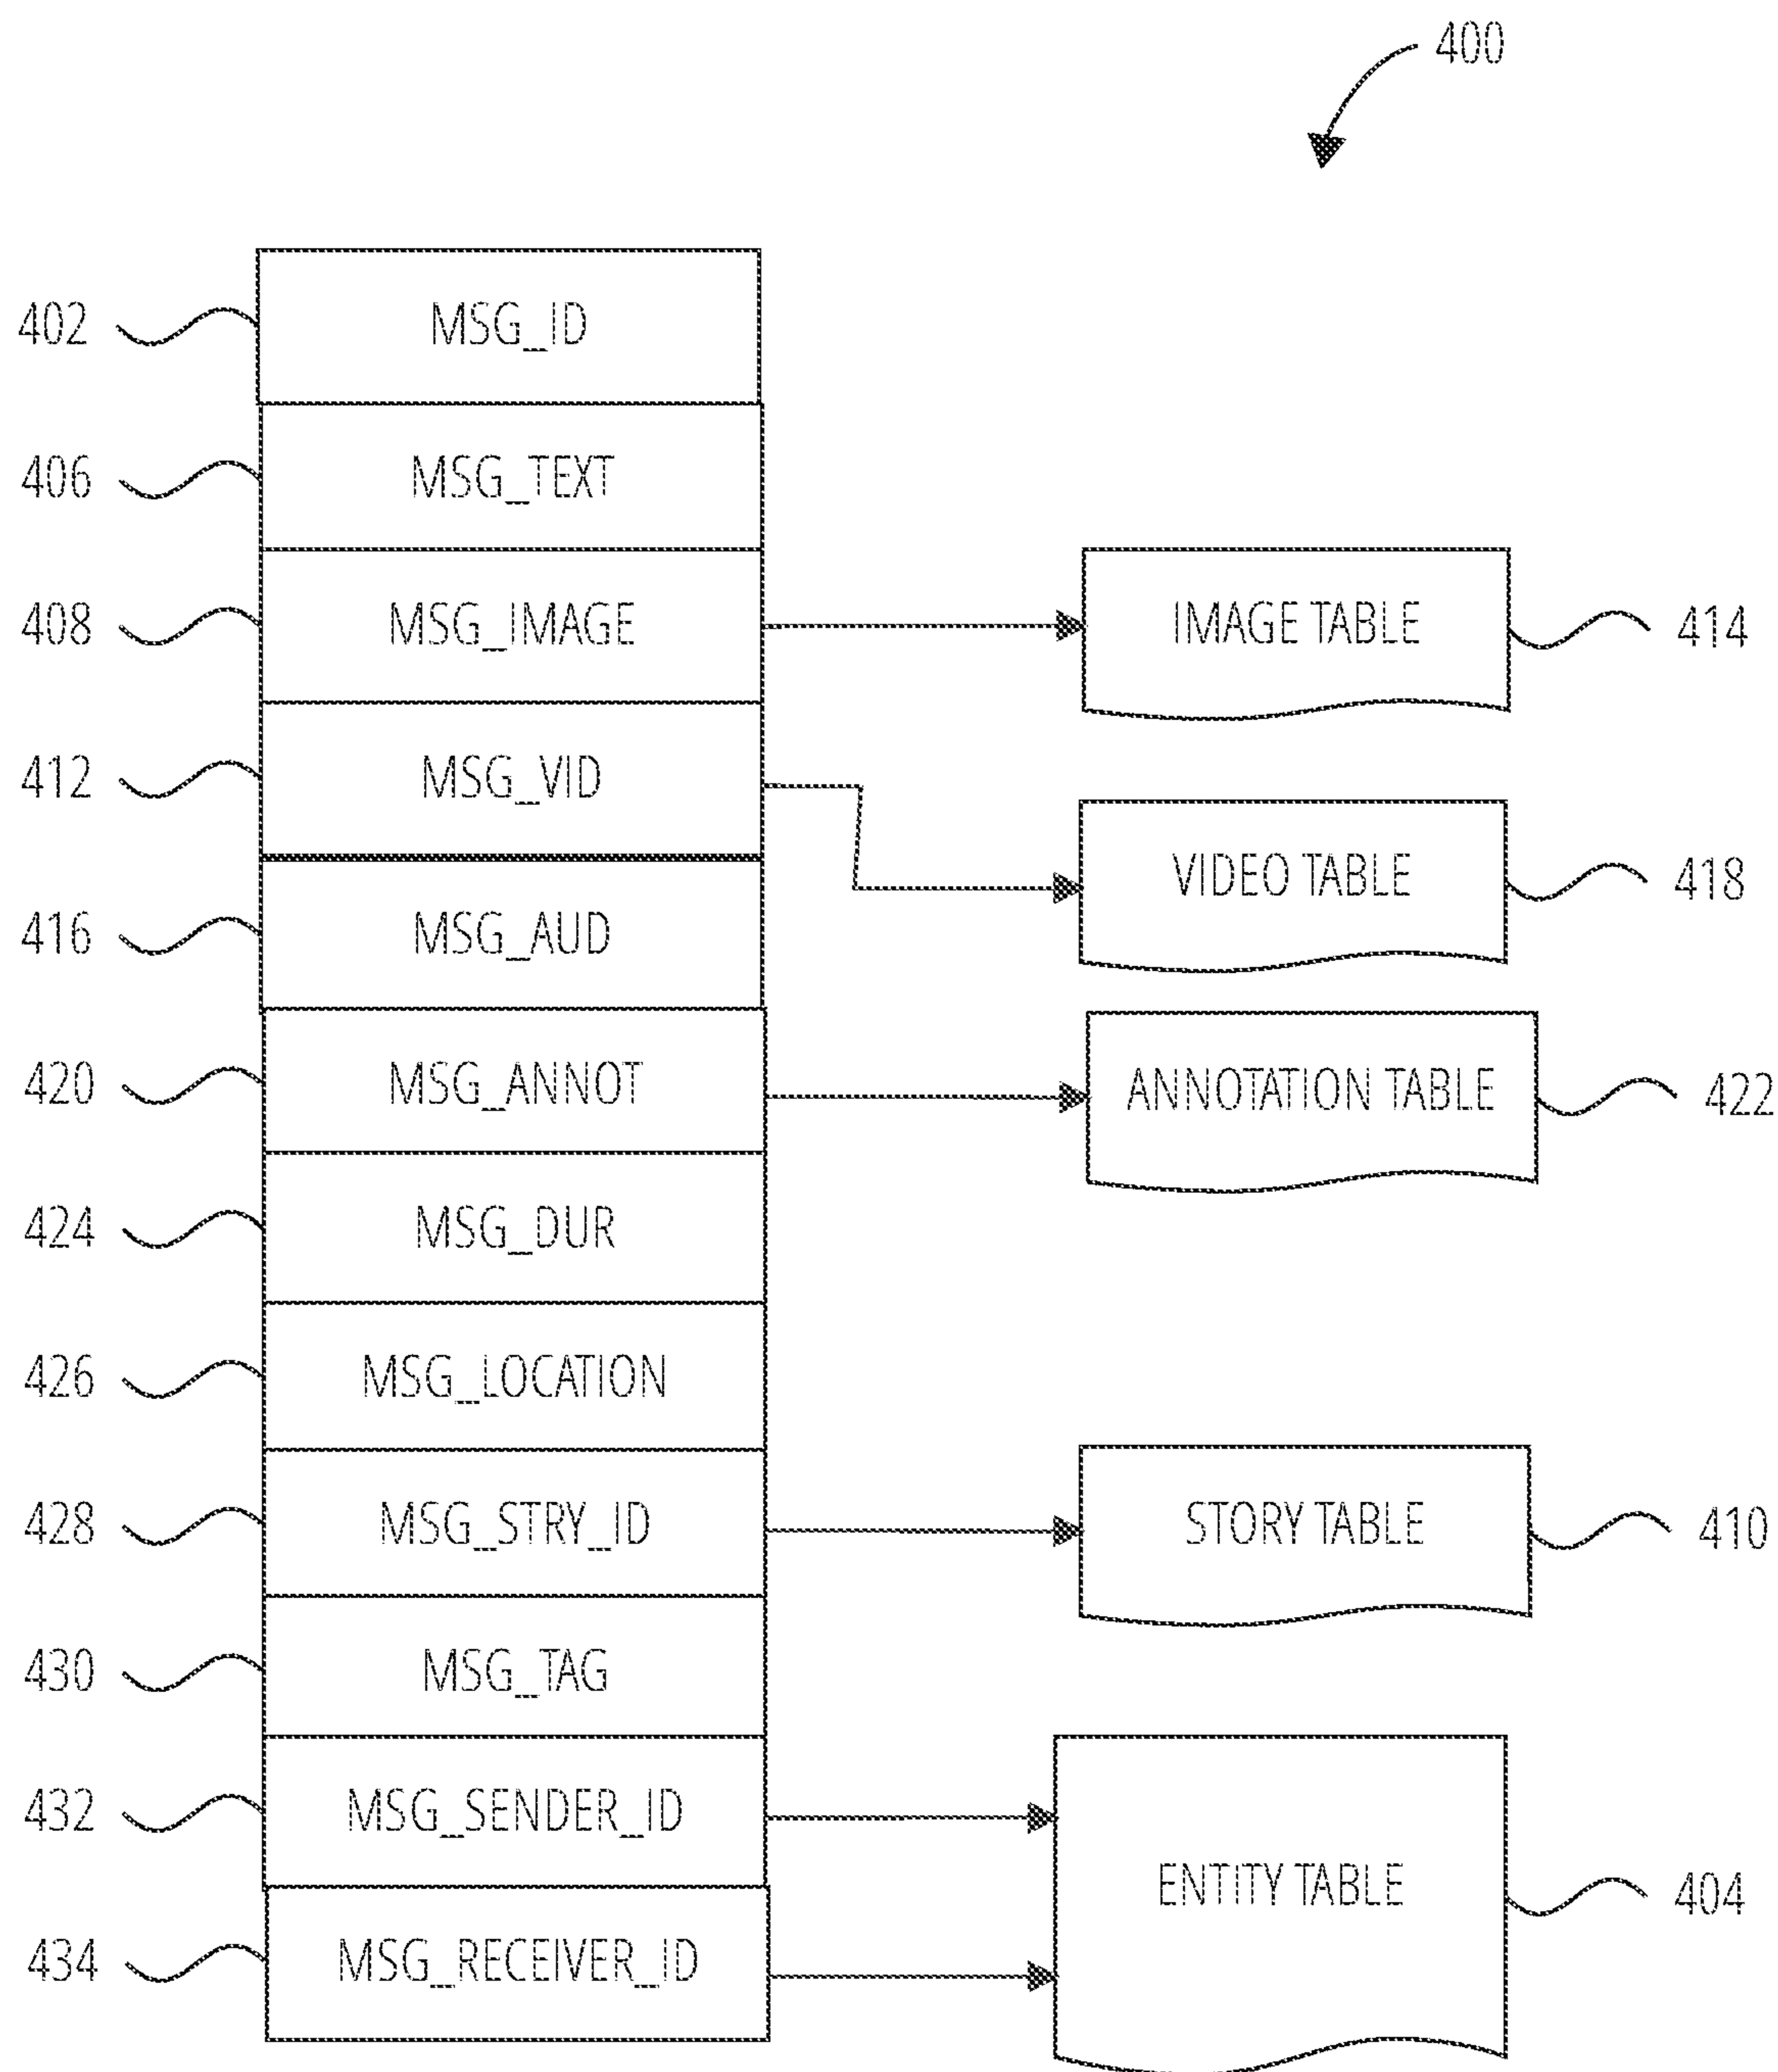 400
402 MSG_ID
406 MSG_TEXT
408 MSG_IMAGE IMAGE TABLE 414
412 MSG_VID
VIDEO TABLE 418
416 MSG_AUD
420 MSG_ANNOT ANNOTATION TABLE 422
424 MSG_DUR
426 MSG_LOCATION
428 MSG_STRY_ID STORY TABLE 410
430 MSG_TAG
432 MSG_SENDER_ID
ENTITY TABLE 404
434 MSG_RECEIVER_ID